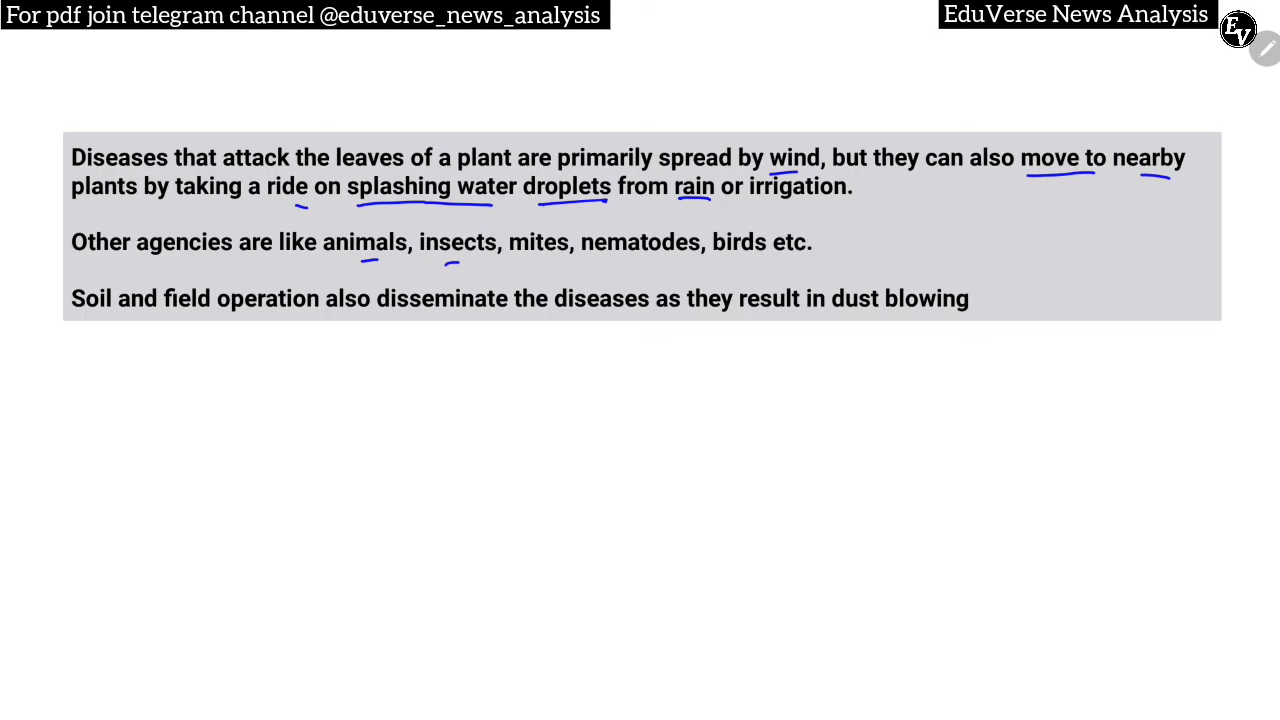 For pdf join telegram channel @eduverse_news_analysis
EduVerse News Analysis
EV
Diseases that attack the leaves of a plant are primarily spread by wind, but they can also move to nearby
plants by taking a ride on splashing water droplets from rain or irrigation.
Other agencies are like animals, insects, mites, nematodes, birds etc.
Soil and field operation also disseminate the diseases as they result in dust blowing